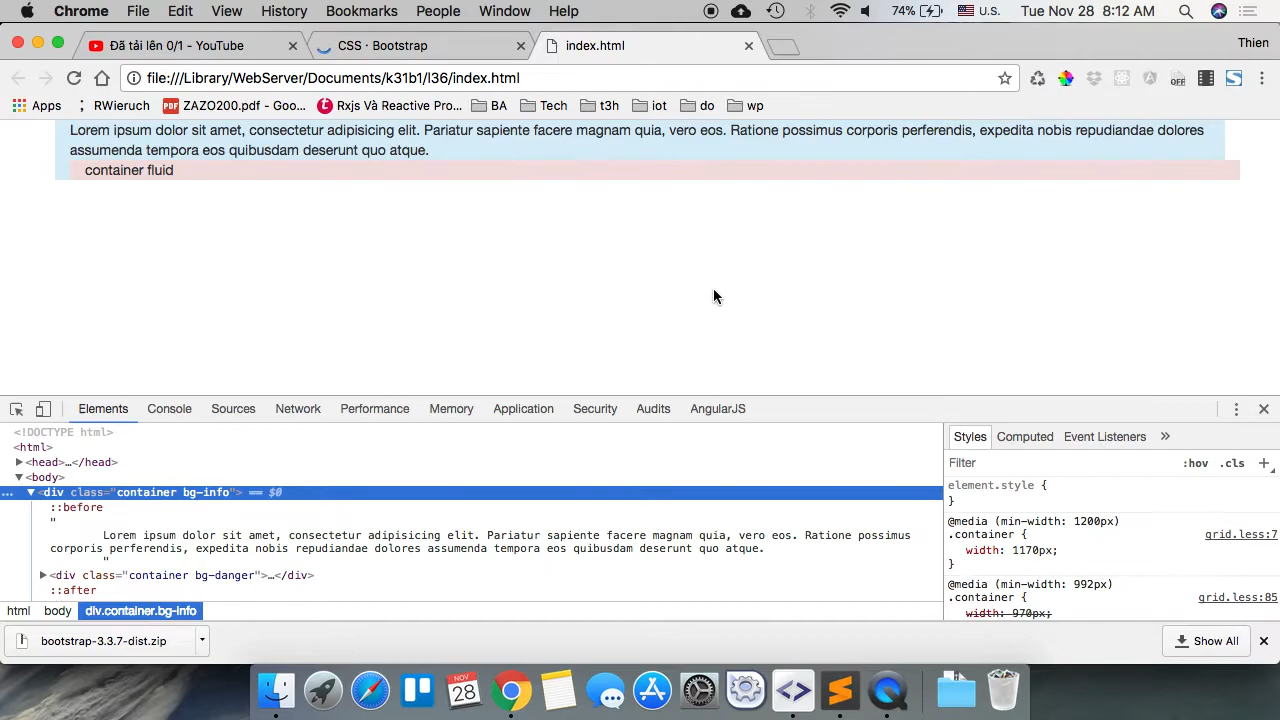 Chrome File Edit View History Bookmarks People Window Help 74% U.S. Tue Nov 28 8:12 AM
Đã tải lên 0/1 - YouTube CSS · Bootstrap index.html Thien
file:///Library/WebServer/Documents/k31b1/l36/index.html OFF
Apps RWieruch PDF ZAZO200.pdf - Goo... t Rxjs Và Reactive Pro... BA Tech t3h iot do wp
Lorem ipsum dolor sit amet, consectetur adipisicing elit. Pariatur sapiente facere magnam quia, vero eos. Ratione possimus corporis perferendis, expedita nobis repudiandae dolores
assumenda tempora eos quibusdam deserunt quo atque.
container fluid
Elements Console Sources Network Performance Memory Application Security Audits AngularJS
<!DOCTYPE html>
<html>
<head>…</head>
<body>
... <div class="container bg-info"> == $0
::before
"
Lorem ipsum dolor sit amet, consectetur adipisicing elit. Pariatur sapiente facere magnam quia, vero eos. Ratione possimus
corporis perferendis, expedita nobis repudiandae dolores assumenda tempora eos quibusdam deserunt quo atque.
"
<div class="container bg-danger">…</div>
::after
html body div.container.bg-info
Styles Computed Event Listeners »
Filter :hov .cls +
element.style {
}
@media (min-width: 1200px)
.container { grid.less:7
width: 1170px;
}
@media (min-width: 992px)
.container { grid.less:85
width: 970px;
bootstrap-3.3.7-dist.zip Show All
NOV
28